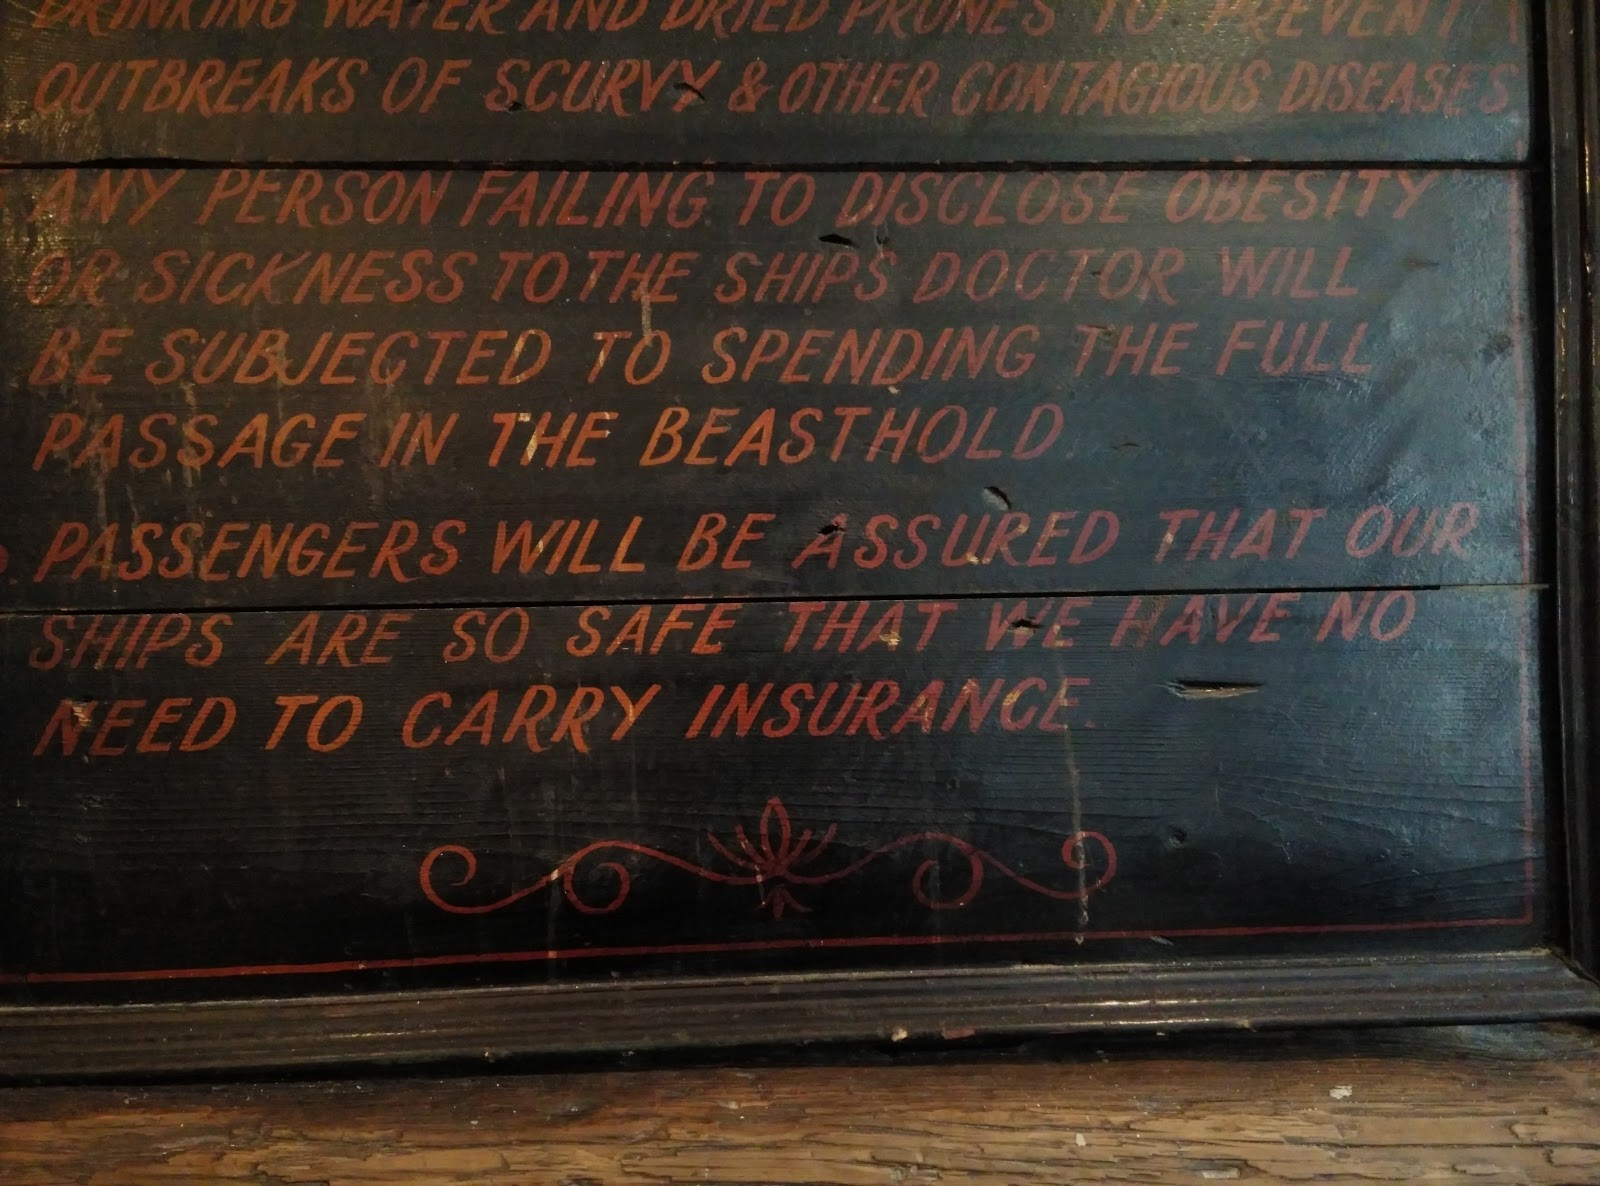 DRINKING WATER AND DRIED PRUNES TO PREVENT
OUTBREAKS OF SCURVY & OTHER CONTAGIOUS DISEASES
ANY PERSON FAILING TO DISCLOSE OBESITY
OR SICKNESS TO THE SHIPS DOCTOR WILL
BE SUBJECTED TO SPENDING THE FULL
PASSAGE IN THE BEASTHOLD.
PASSENGERS WILL BE ASSURED THAT OUR
SHIPS ARE SO SAFE THAT WE HAVE NO
NEED TO CARRY INSURANCE.